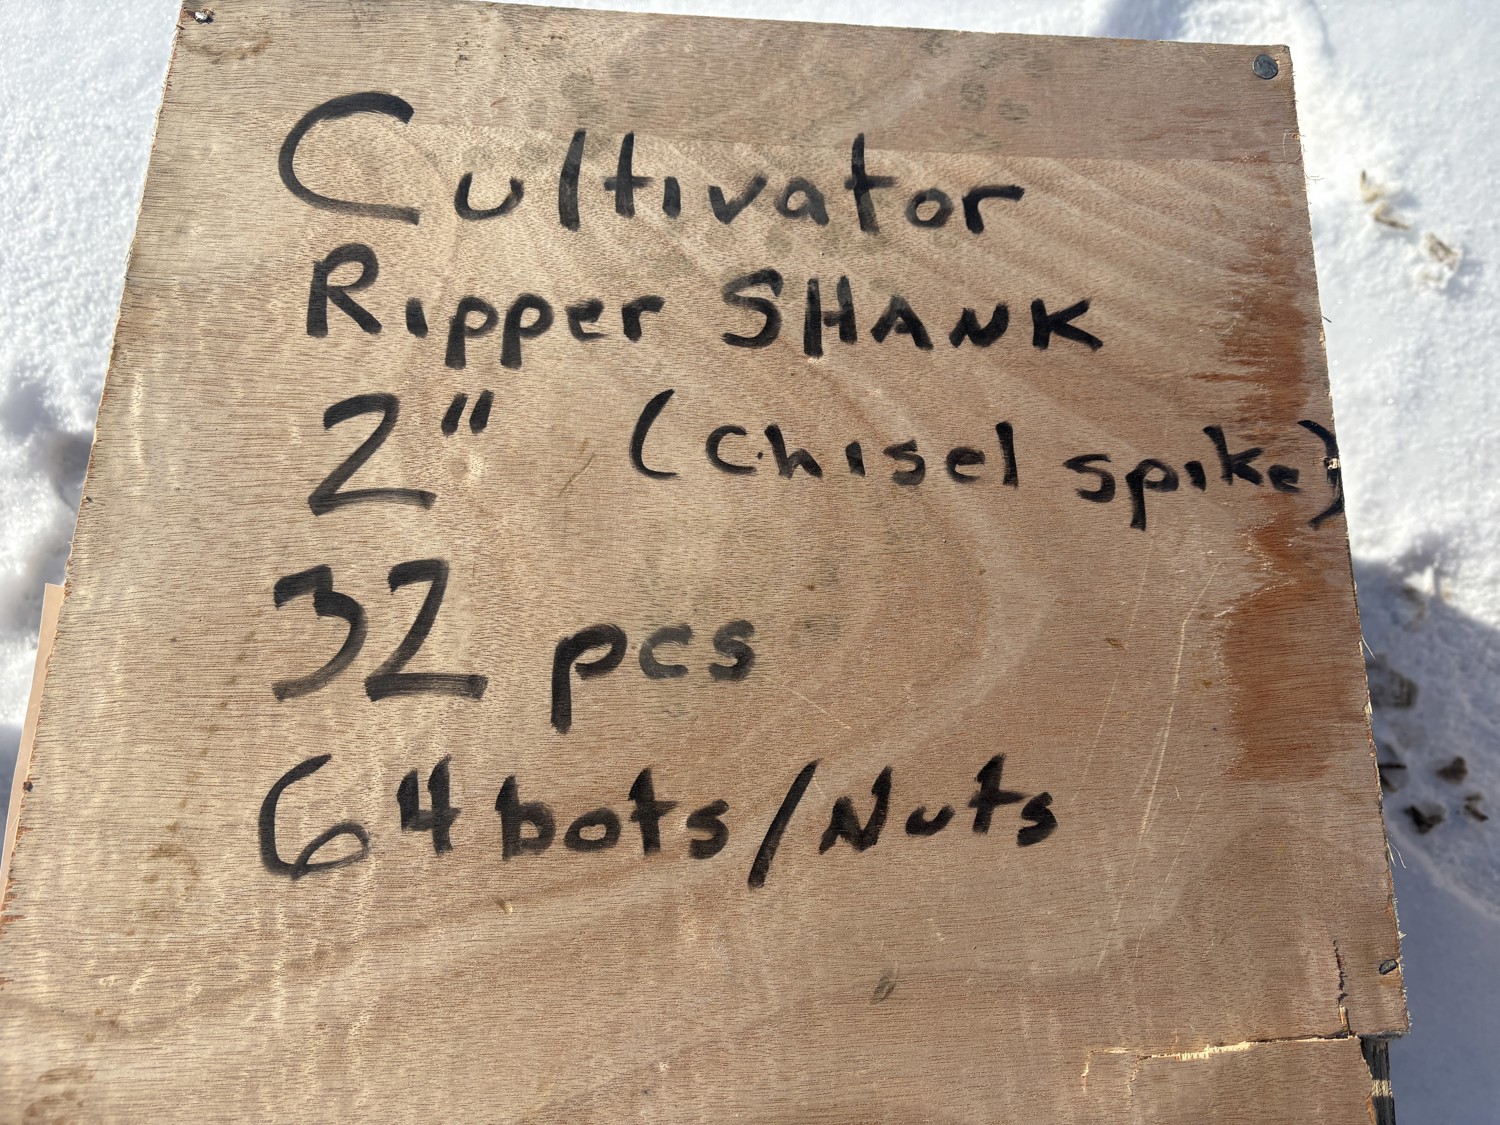 Cultivator
Ripper SHANK
2" (chisel spike)
32 pcs
64 bots/Nuts